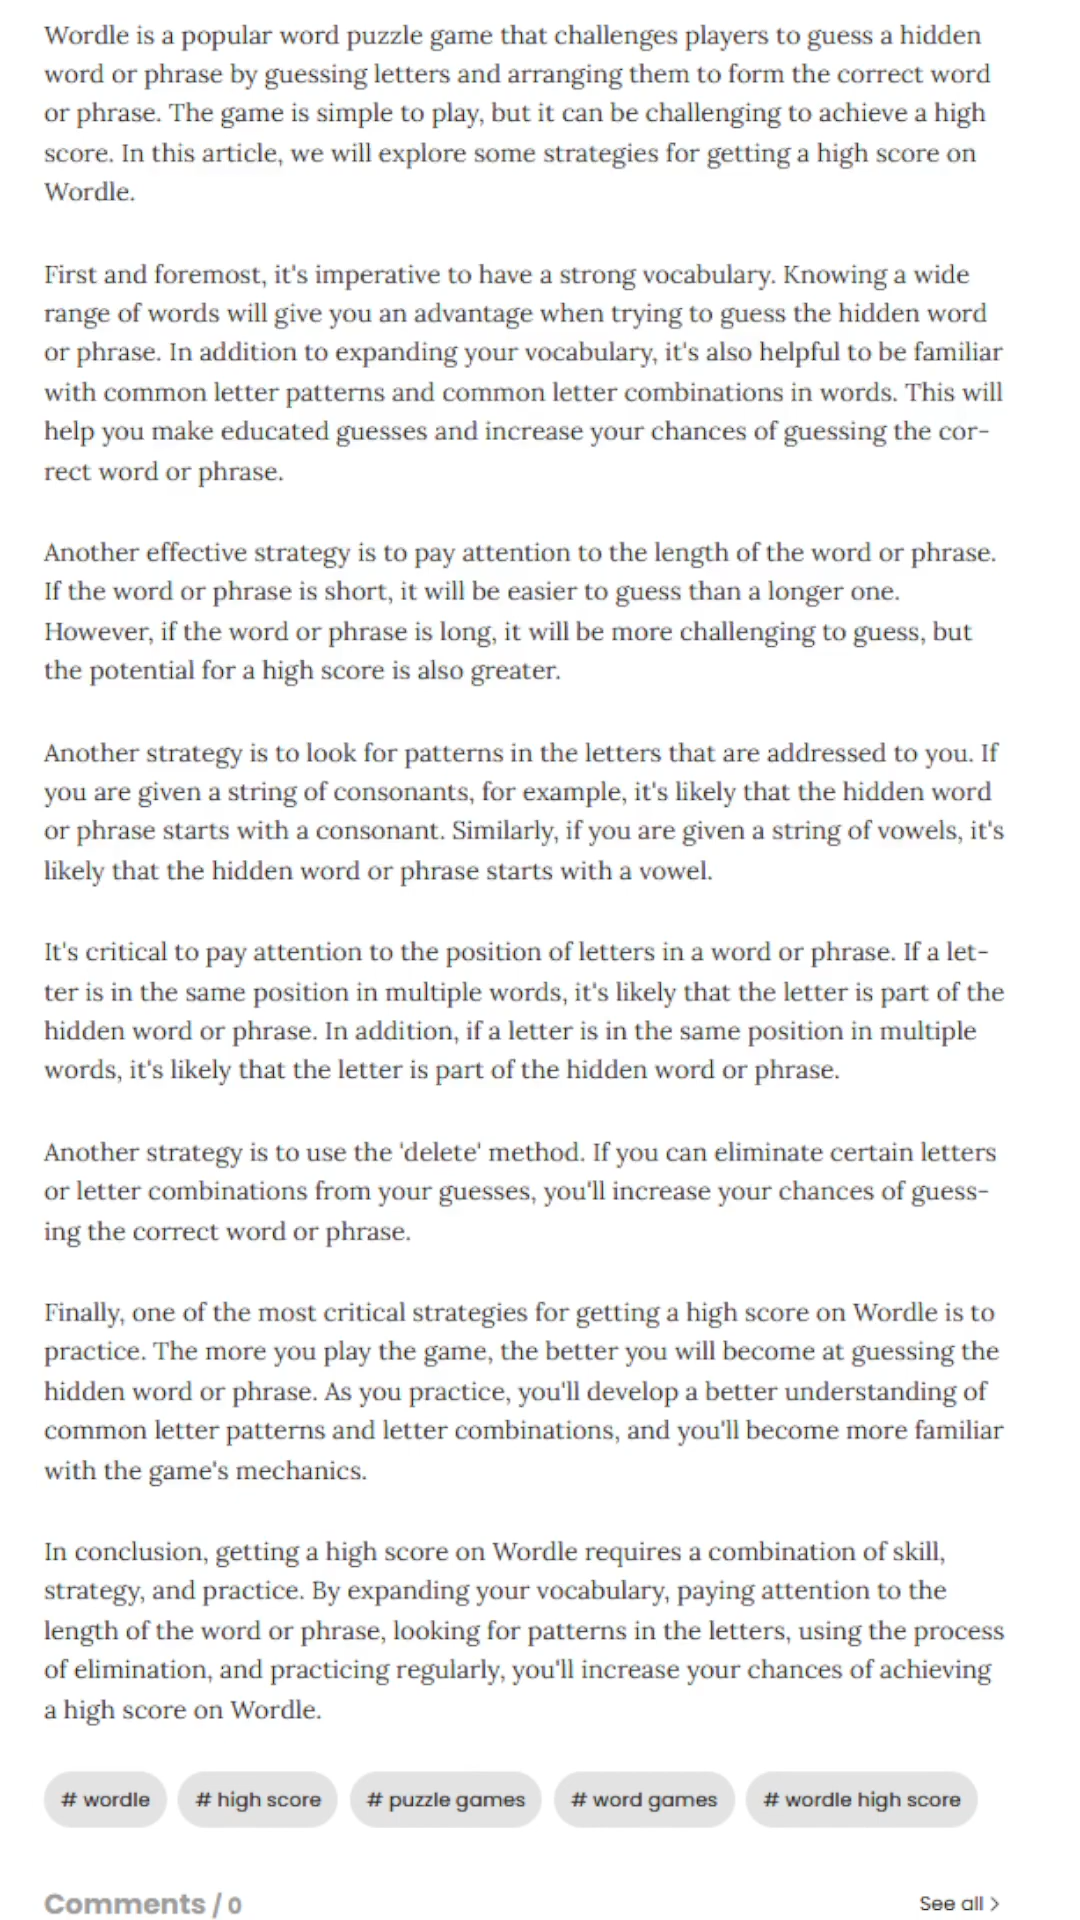 Wordle is a popular word puzzle game that challenges players to guess a hidden
word or phrase by guessing letters and arranging them to form the correct word
or phrase. The game is simple to play, but it can be challenging to achieve a high
score. In this article, we will explore some strategies for getting a high score on
Wordle.
First and foremost, it's imperative to have a strong vocabulary. Knowing a wide
range of words will give you an advantage when trying to guess the hidden word
or phrase. In addition to expanding your vocabulary, it's also helpful to be familiar
with common letter patterns and common letter combinations in words. This will
help you make educated guesses and increase your chances of guessing the cor-
rect word or phrase.
Another effective strategy is to pay attention to the length of the word or phrase.
If the word or phrase is short, it will be easier to guess than a longer one.
However, if the word or phrase is long, it will be more challenging to guess, but
the potential for a high score is also greater.
Another strategy is to look for patterns in the letters that are addressed to you. If
you are given a string of consonants, for example, it's likely that the hidden word
or phrase starts with a consonant. Similarly, if you are given a string of vowels, it's
likely that the hidden word or phrase starts with a vowel.
It's critical to pay attention to the position of letters in a word or phrase. If a let-
ter is in the same position in multiple words, it's likely that the letter is part of the
hidden word or phrase. In addition, if a letter is in the same position in multiple
words, it's likely that the letter is part of the hidden word or phrase.
Another strategy is to use the 'delete' method. If you can eliminate certain letters
or letter combinations from your guesses, you'll increase your chances of guess-
ing the correct word or phrase.
Finally, one of the most critical strategies for getting a high score on Wordle is to
practice. The more you play the game, the better you will become at guessing the
hidden word or phrase. As you practice, you'll develop a better understanding of
common letter patterns and letter combinations, and you'll become more familiar
with the game's mechanics.
In conclusion, getting a high score on Wordle requires a combination of skill,
strategy, and practice. By expanding your vocabulary, paying attention to the
length of the word or phrase, looking for patterns in the letters, using the process
of elimination, and practicing regularly, you'll increase your chances of achieving
a high score on Wordle.
# wordle # high score # puzzle games # word games # wordle high score
Comments / 0 See all >